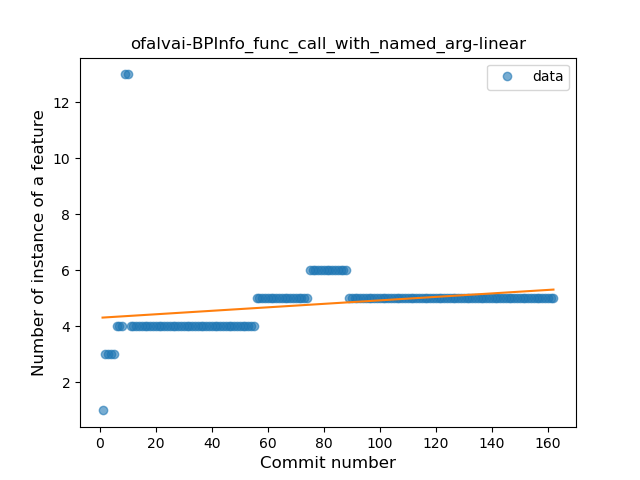 ofalvai-BPInfo_func_call_with_named_arg-linear
data
Number of instance of a feature
12
10
8
6
4
2
0 20 40 60 80 100 120 140 160
Commit number